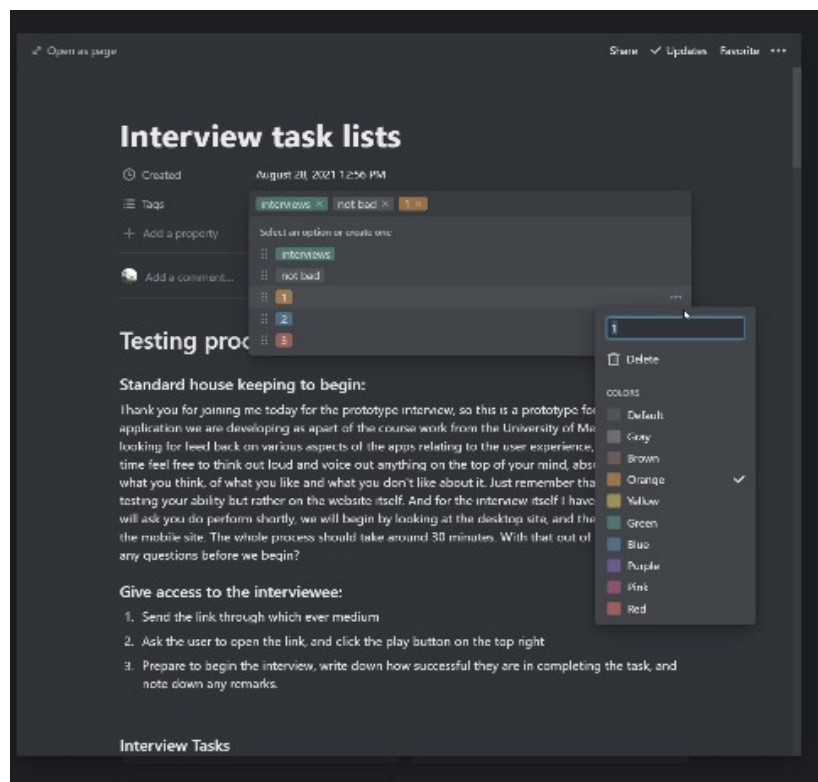 Open as page
Share Updates Favorite
Interview task lists
Created August 28, 2021 12:56 PM
Tags interviews not bad 1
Add a property
Select an option or create one
interviews
not bad
Add a comment...
1
2
3
1
Delete
COLORS
Default
Gray
Brown
Orange
Yellow
Green
Blue
Purple
Pink
Red
Testing proc
Standard house keeping to begin:
Thank you for joining me today for the prototype interview, so this is a prototype fo
application we are developing as apart of the course work from the University of Me
looking for feed back on various aspects of the apps relating to the user experience,
time feel free to think out loud and voice out anything on the top of your mind, abs
what you think, of what you like and what you don't like about it. Just remember tha
testing your ability but rather on the website itself. And for the interview itself I have
will ask you do perform shortly, we will begin by looking at the desktop site, and the
the mobile site. The whole process should take around 30 minutes. With that out of
any questions before we begin?
Give access to the interviewee:
1. Send the link through which ever medium
2. Ask the user to open the link, and click the play button on the top right
3. Prepare to begin the interview, write down how successful they are in completing the task, and
note down any remarks.
Interview Tasks